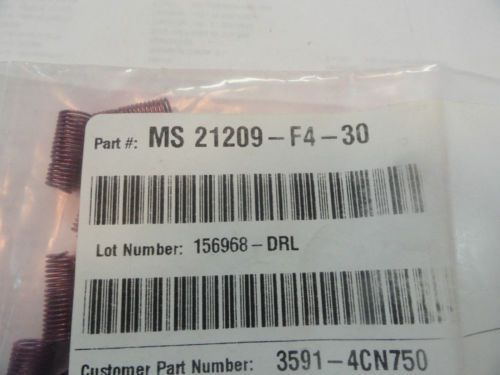 Part #: MS 21209-F4-30
Lot Number: 156968-DRL
Customer Part Number: 3591-4CN750